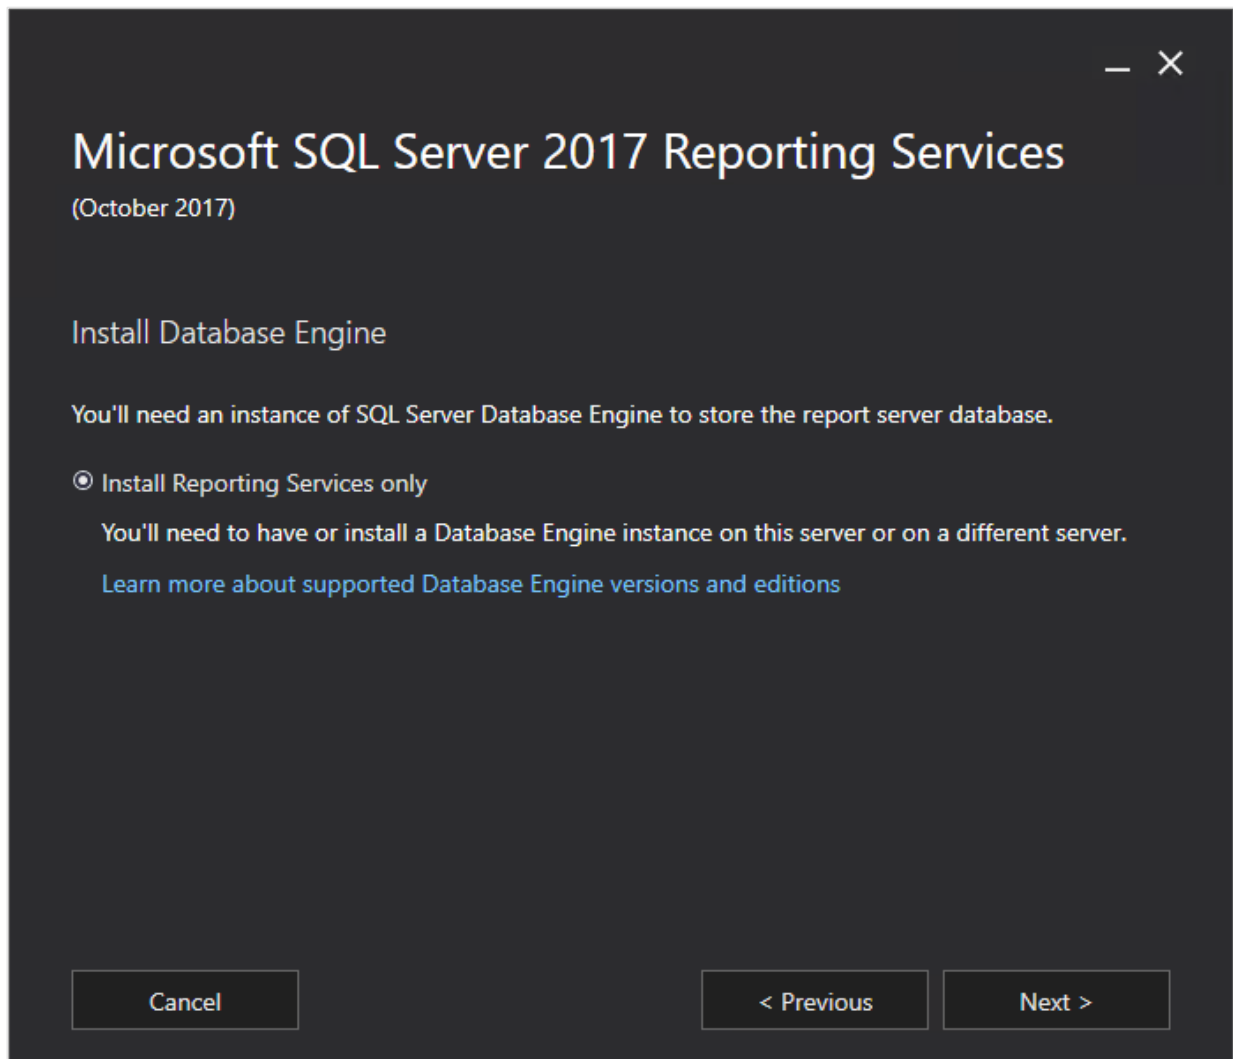 Microsoft SQL Server 2017 Reporting Services
(October 2017)
Install Database Engine
You'll need an instance of SQL Server Database Engine to store the report server database.
Install Reporting Services only
You'll need to have or install a Database Engine instance on this server or on a different server.
Learn more about supported Database Engine versions and editions
Cancel
< Previous
Next >